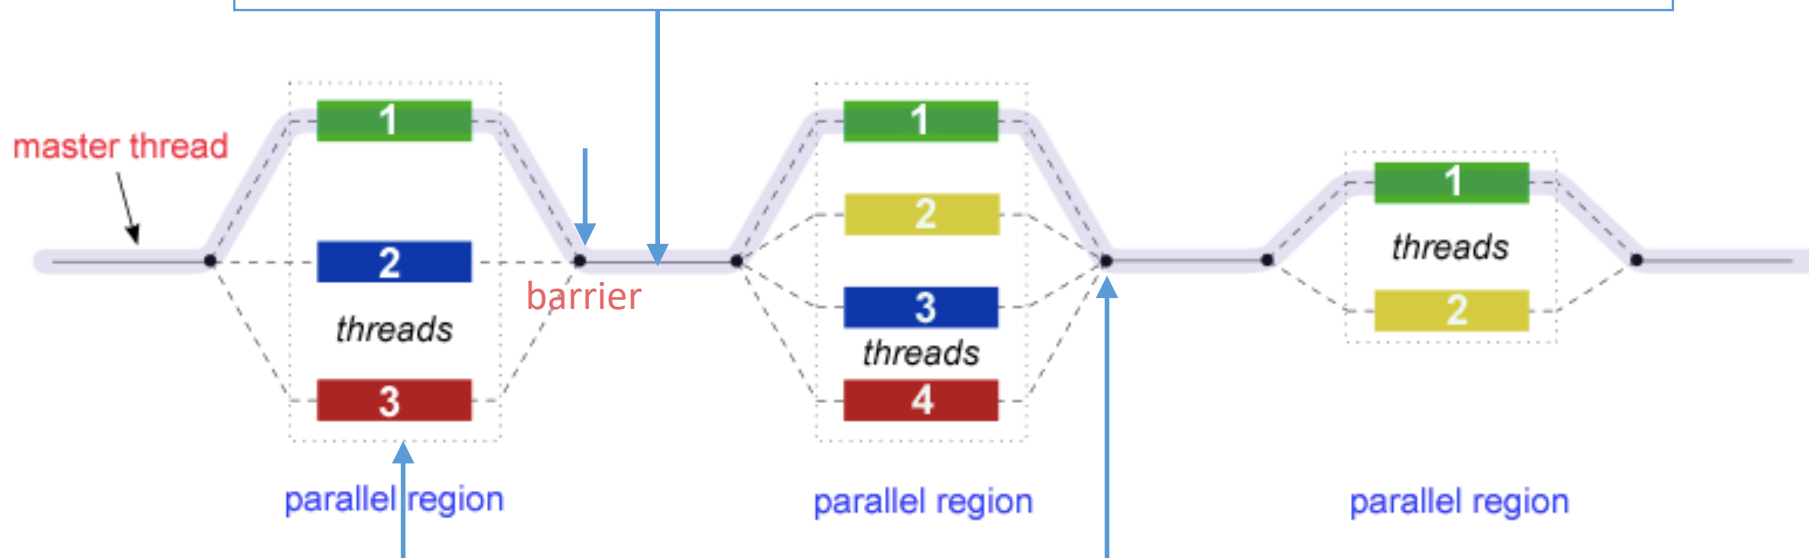 master thread
1
2
threads
3
barrier
parallel region
1
2
3
threads
4
parallel region
1
threads
2
parallel region